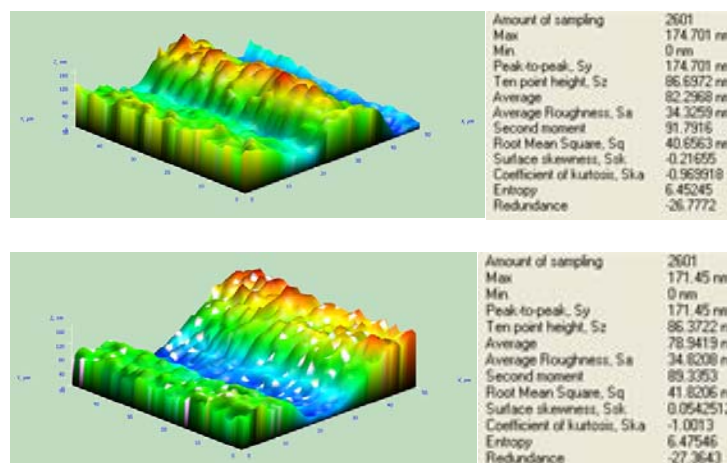 Amount of sampling 2601
Max 174.701 nm
Min 0 nm
Peak-to-peak, Sy 174.701 nm
Ten point height, Sz 86.6972 nm
Average 82.2968 nm
Average Roughness, Sa 34.3259 nm
Second moment 91.7916
Root Mean Square, Sq 40.6563 nm
Surface skewness, Ssk -0.21655
Coefficient of kurtosis, Ska -0.969918
Entropy 6.45245
Redundance -26.7772
Amount of sampling 2601
Max 171.45 nm
Min 0 nm
Peak-to-peak, Sy 171.45 nm
Ten point height, Sz 86.3722 n
Average 78.9419 n
Average Roughness, Sa 34.8208 n
Second moment 89.3353
Root Mean Square, Sq 41.8206 n
Surface skewness, Ssk 0.0542512
Coefficient of kurtosis, Ska -1.0013
Entropy 6.47546
Redundance -27.3643